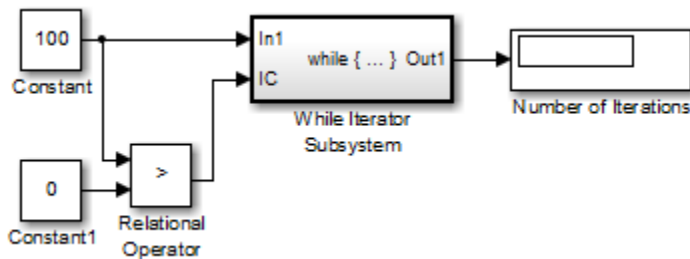 100
Constant
In1
while { ... } Out1
IC
While Iterator
Subsystem
Number of Iterations
0
Constant1
>
Relational
Operator